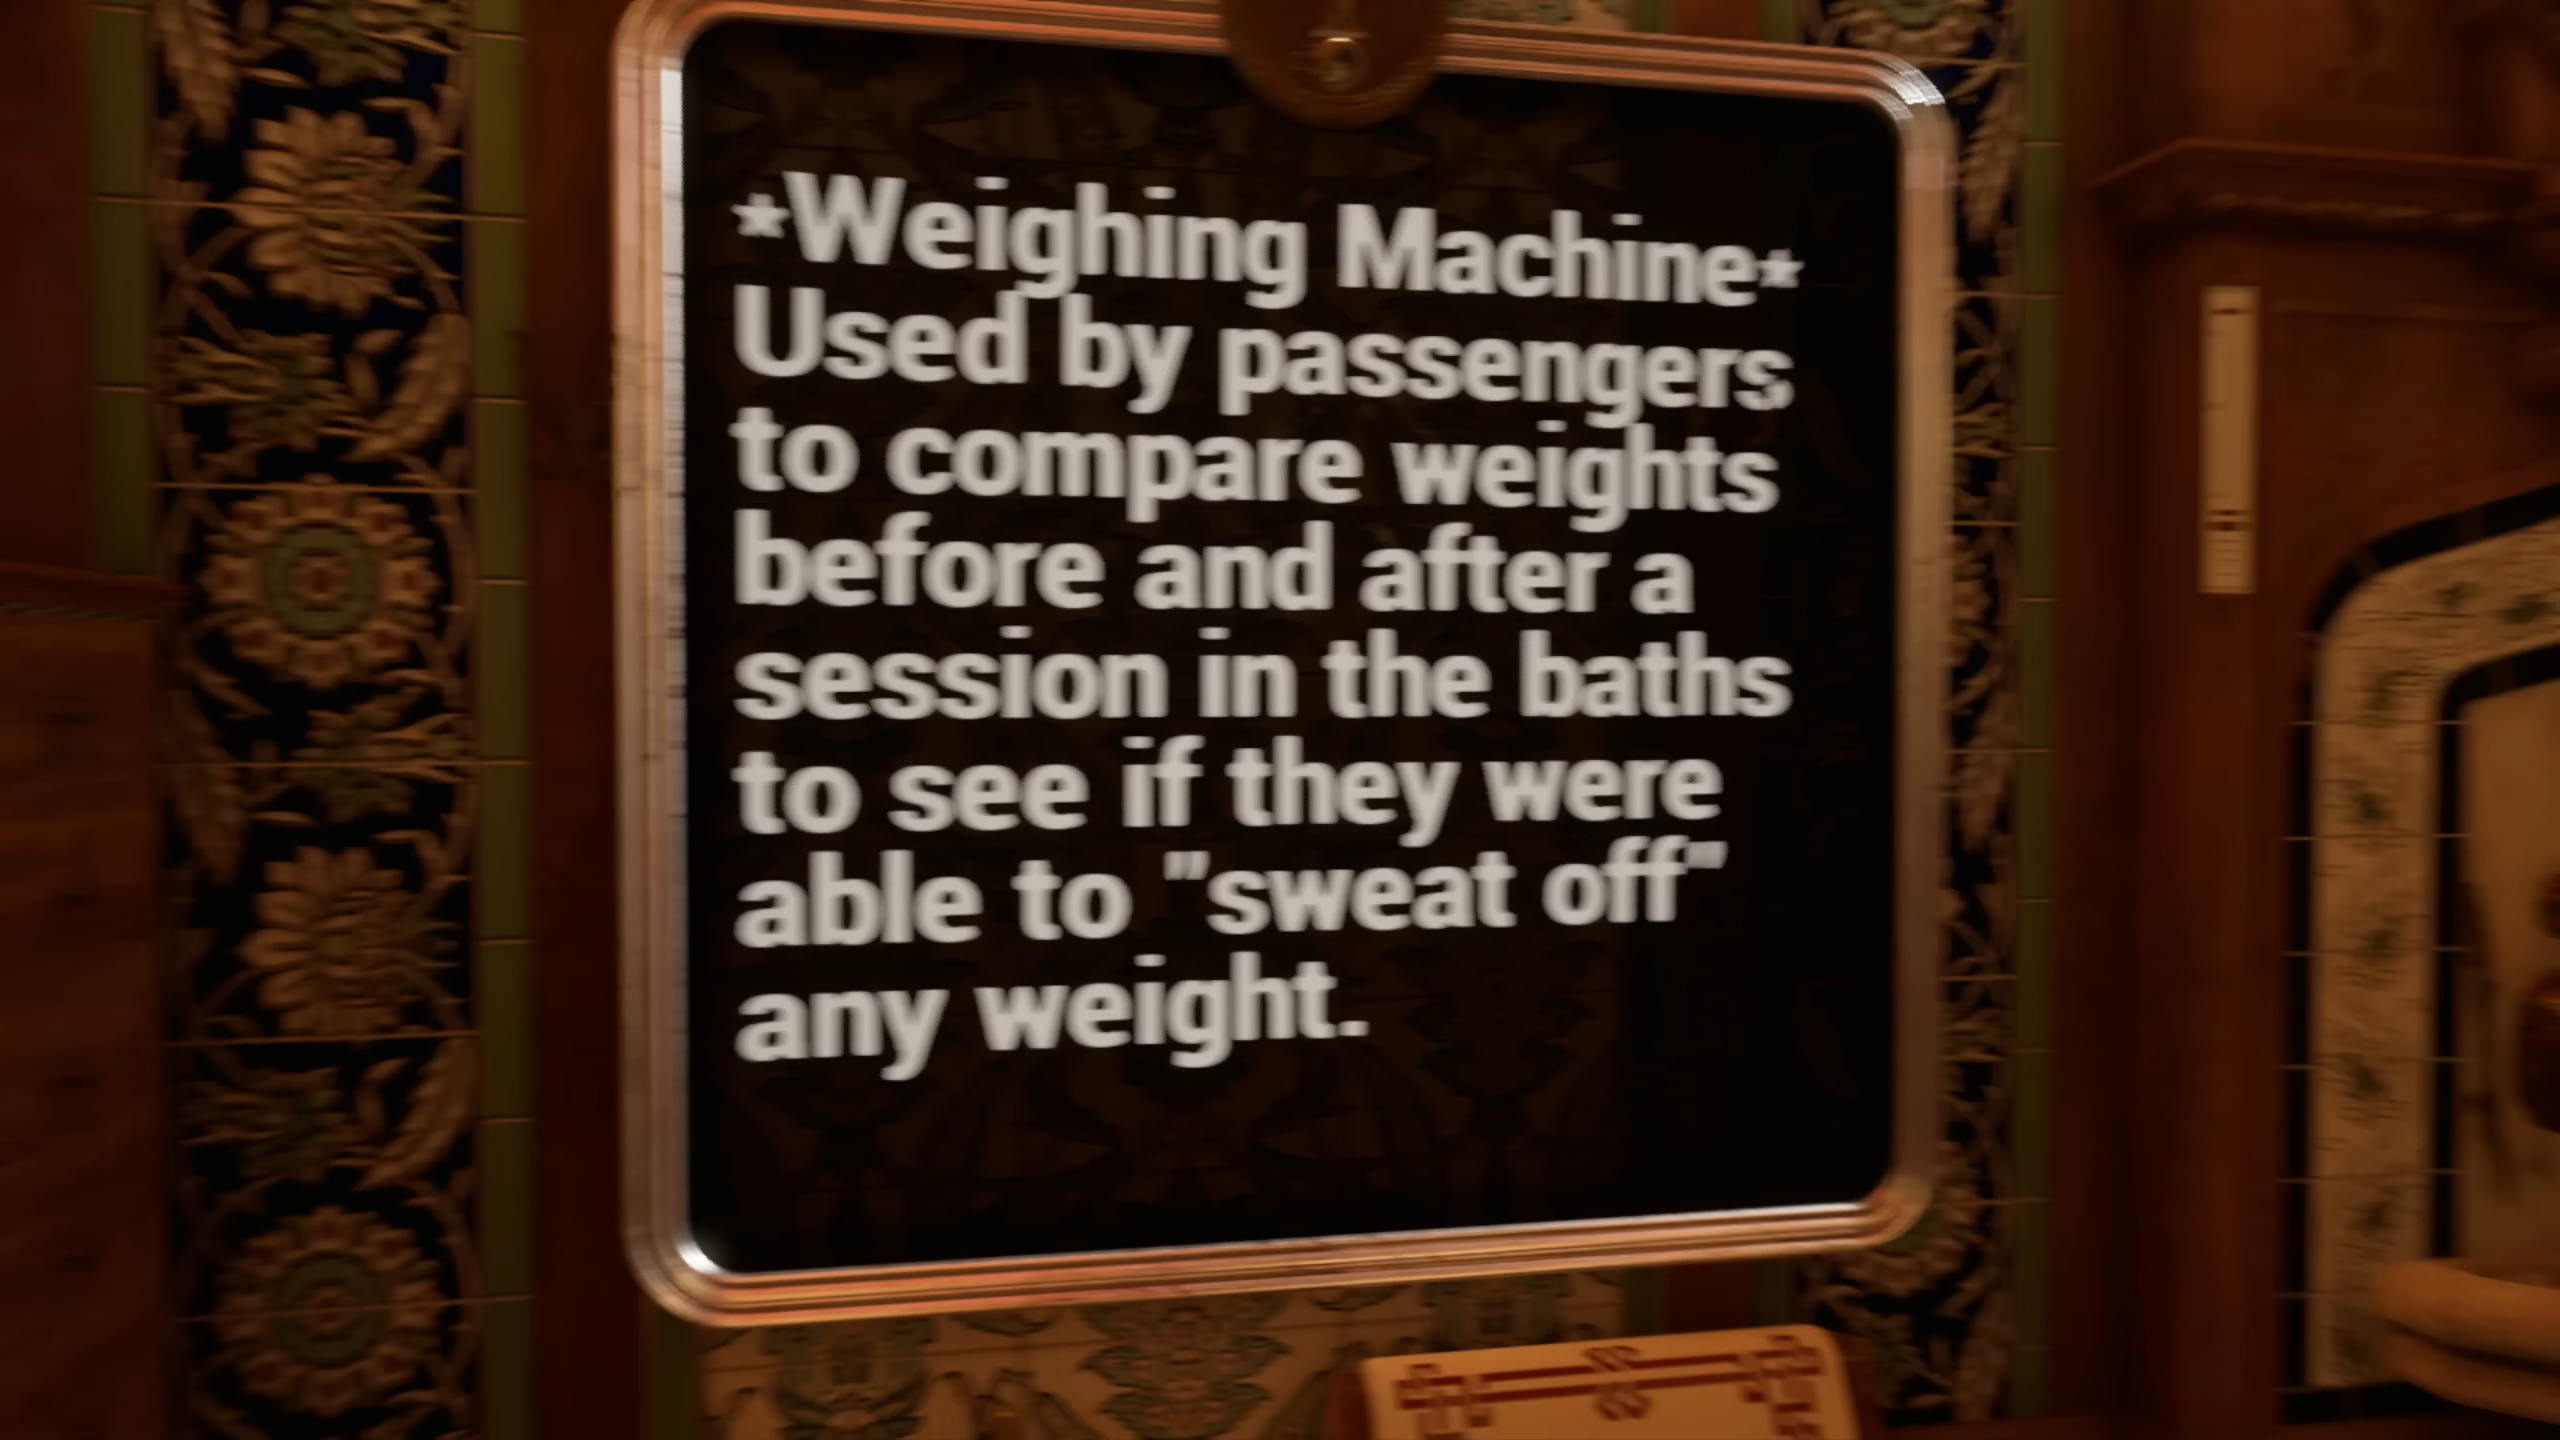 *Weighing Machine*
Used by passengers
to compare weights
before and after a
session in the baths
to see if they were
able to "sweat off"
any weight.